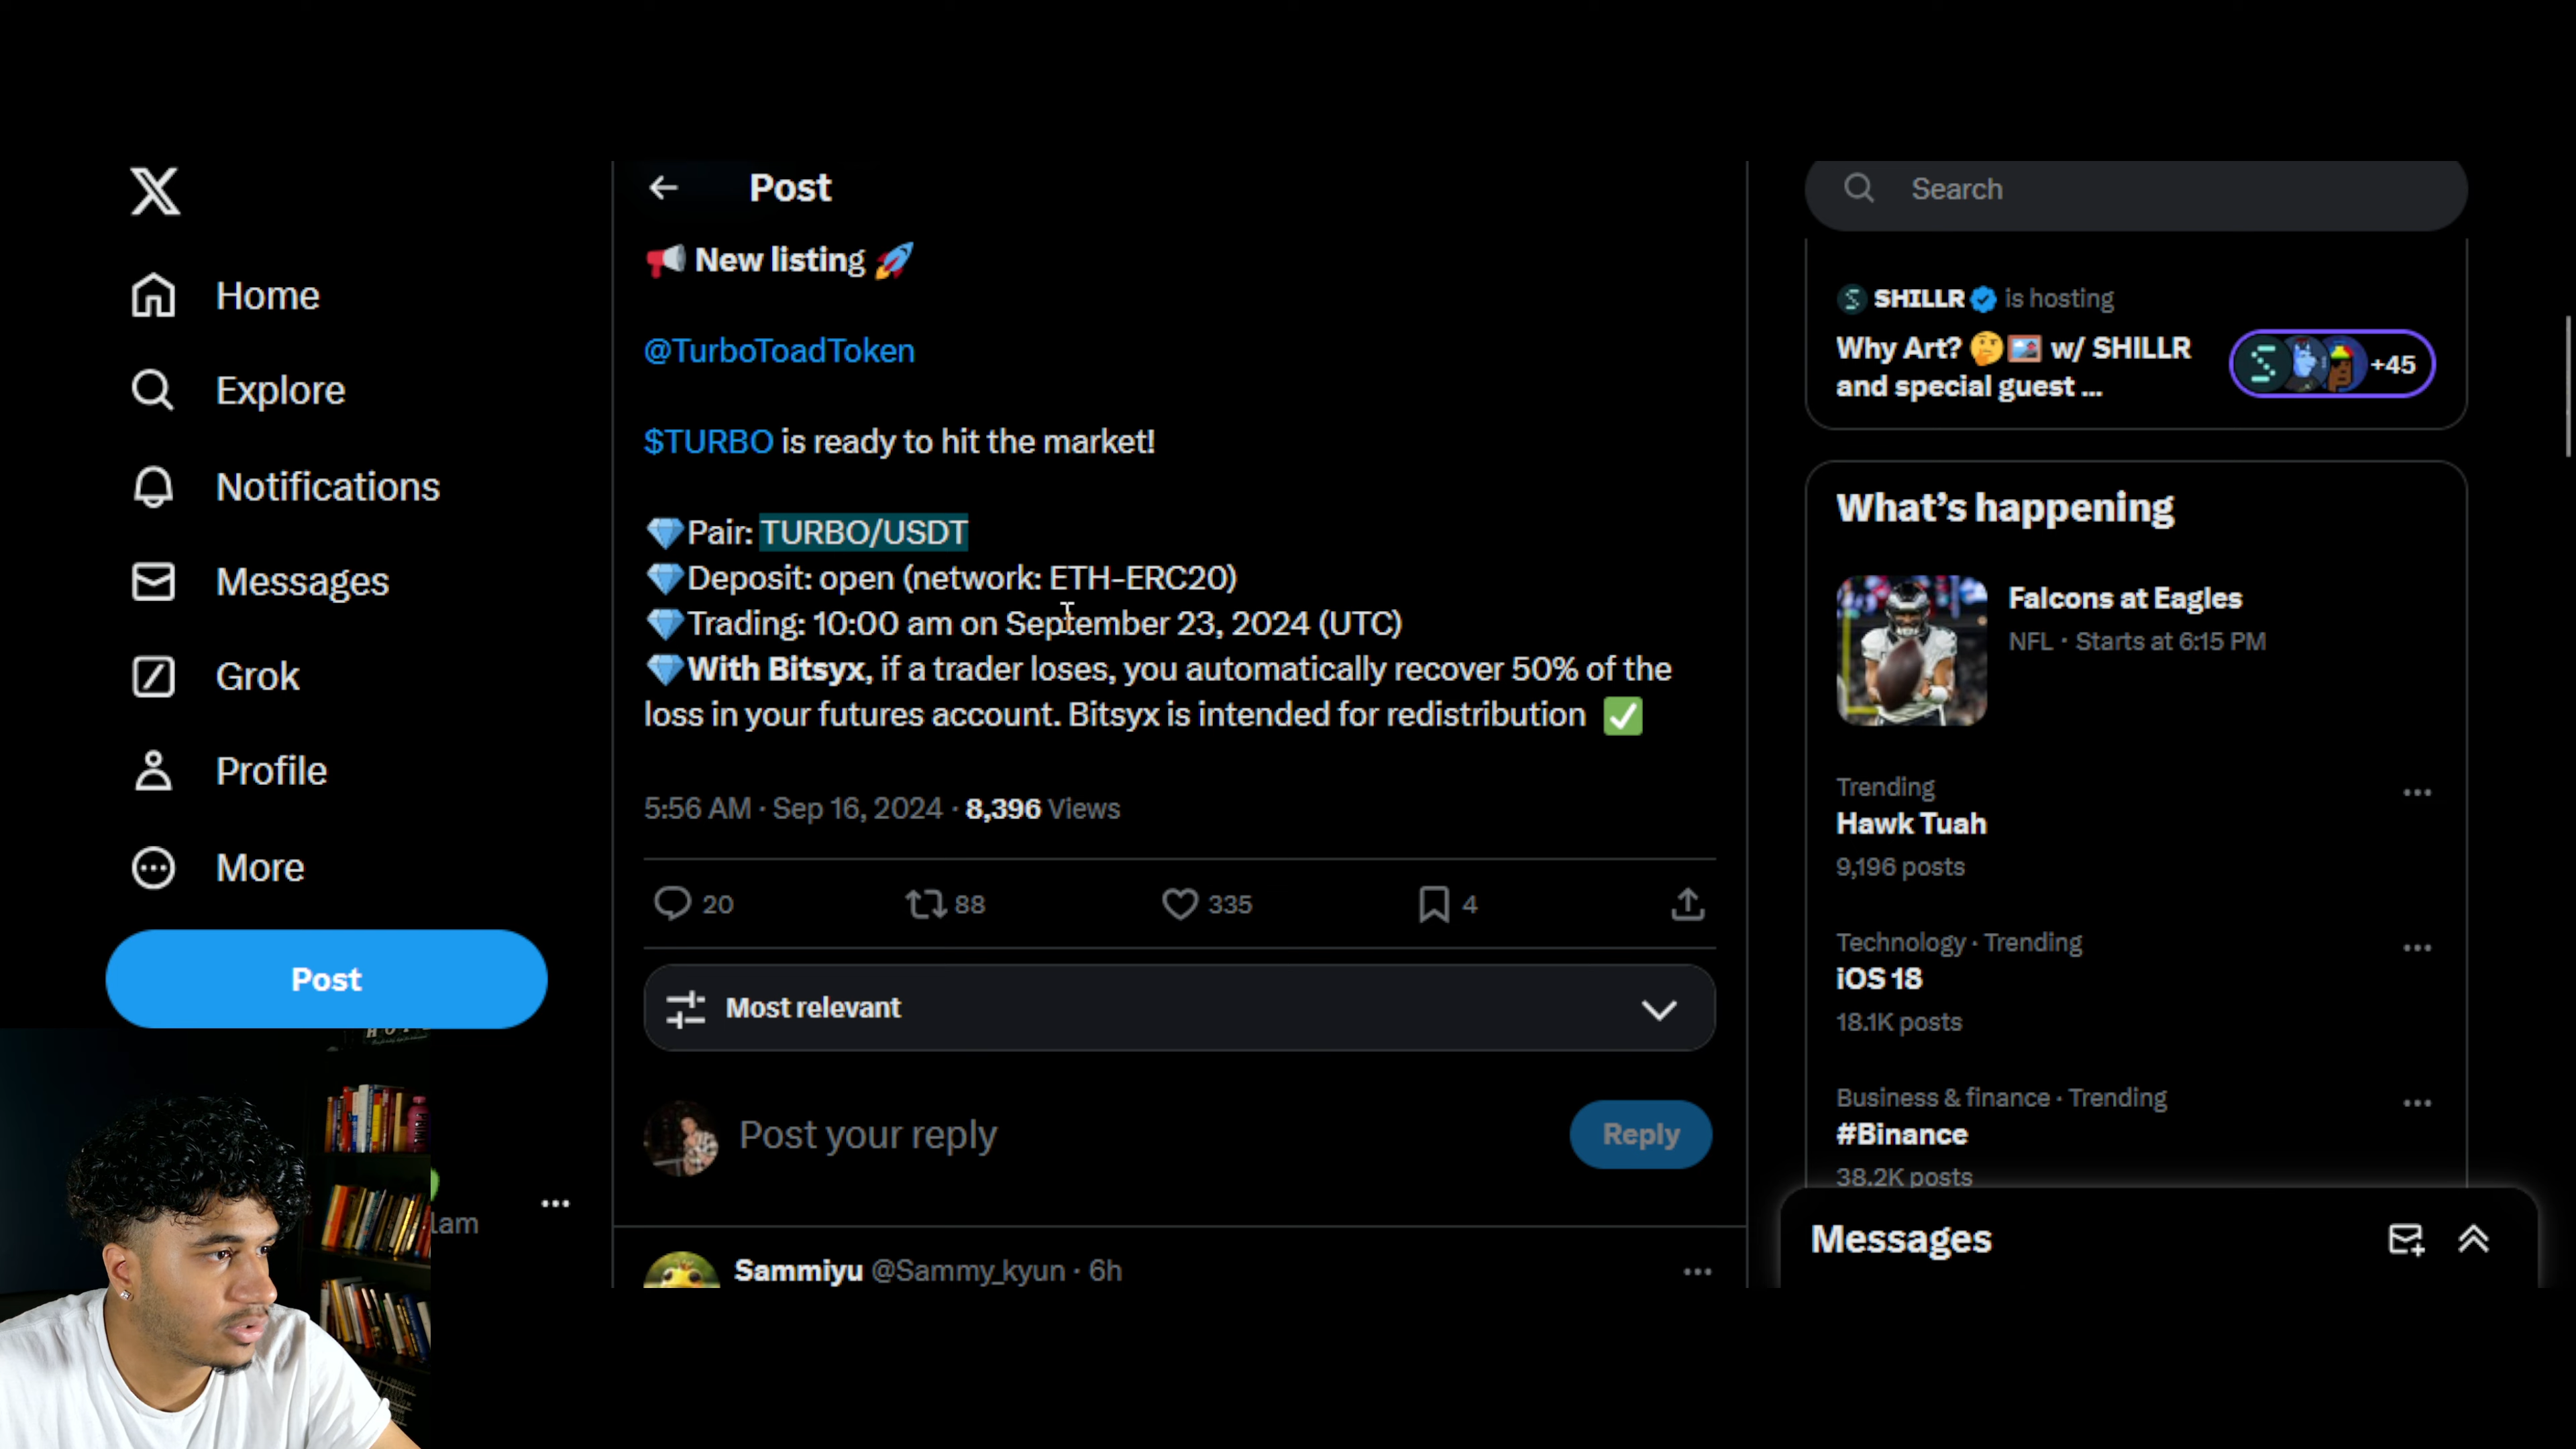 Home
Explore
Notifications
Messages
Grok
Profile
More
Post
lam
Post
New listing
@TurboToadToken
$TURBO is ready to hit the market!
Pair: TURBO/USDT
Deposit: open (network: ETH-ERC20)
Trading: 10:00 am on September 23, 2024 (UTC)
With Bitsyx, if a trader loses, you automatically recover 50% of the
loss in your futures account. Bitsyx is intended for redistribution
5:56 AM · Sep 16, 2024 · 8,396 Views
20 88 335 4
Most relevant
Post your reply
Reply
Sammiyu @Sammy_kyun · 6h
Search
SHILLR is hosting
Why Art? w/ SHILLR
and special guest ...
+45
What's happening
Falcons at Eagles
NFL · Starts at 6:15 PM
Trending
Hawk Tuah
9,196 posts
Technology · Trending
iOS 18
18.1K posts
Business & finance · Trending
#Binance
38.2K posts
Messages